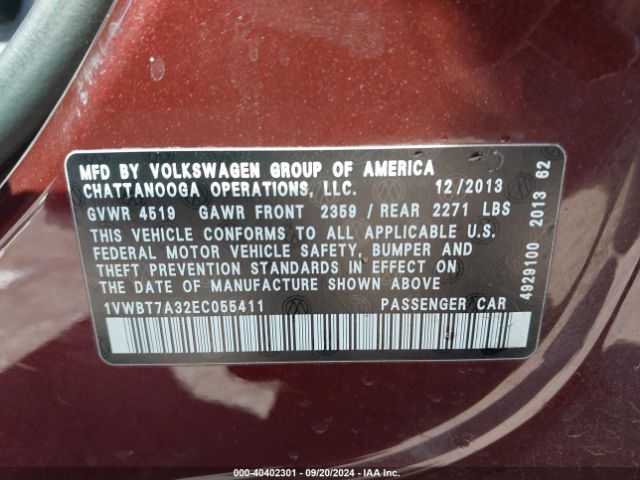 MFD BY VOLKSWAGEN GROUP OF AMERICA
CHATTANOOGA OPERATIONS, LLC. 12/2013
GVWR 4519 GAWR FRONT 2359 / REAR 2271 LBS
THIS VEHICLE CONFORMS TO ALL APPLICABLE U.S.
FEDERAL MOTOR VEHICLE SAFETY, BUMPER AND
THEFT PREVENTION STANDARDS IN EFFECT ON
THE DATE OF MANUFACTURE SHOWN ABOVE
1VWBT7A32EC055411 PASSENGER CAR
4929100 2013 62
000-40402301 - 09/20/2024 - IAA Inc.